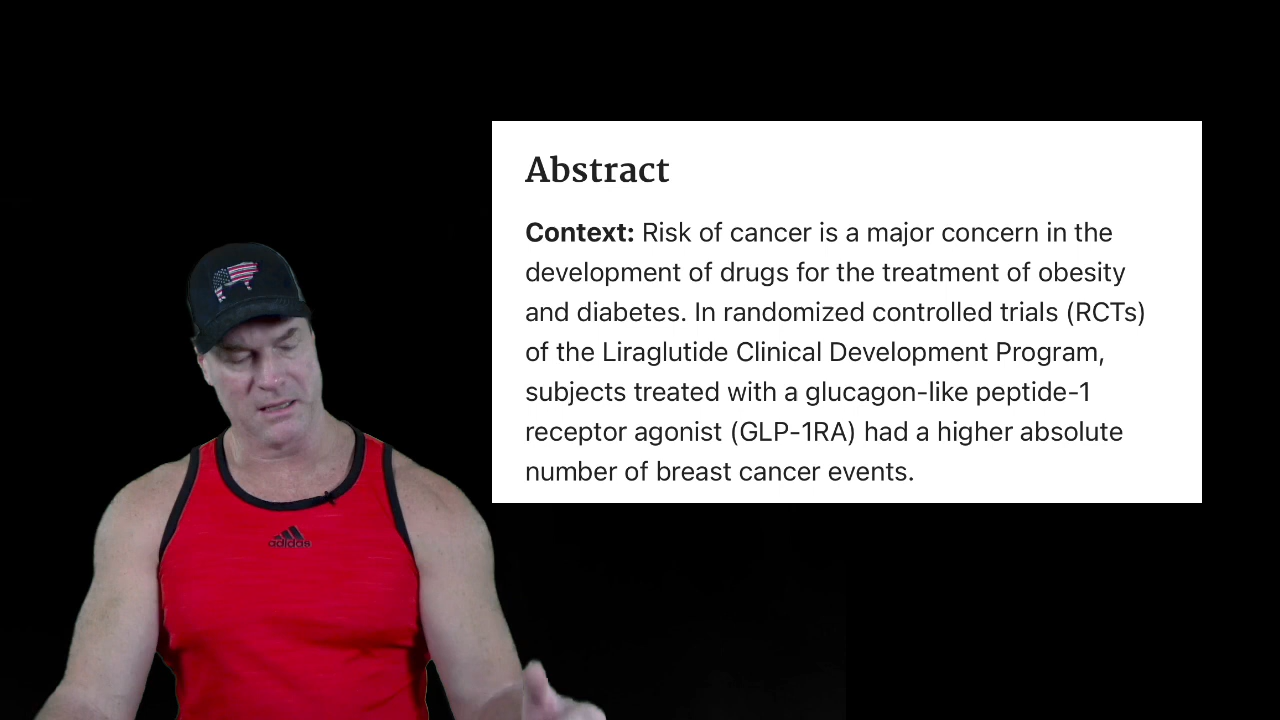 Abstract
Context: Risk of cancer is a major concern in the
development of drugs for the treatment of obesity
and diabetes. In randomized controlled trials (RCTs)
of the Liraglutide Clinical Development Program,
subjects treated with a glucagon-like peptide-1
receptor agonist (GLP-1RA) had a higher absolute
number of breast cancer events.
adidas